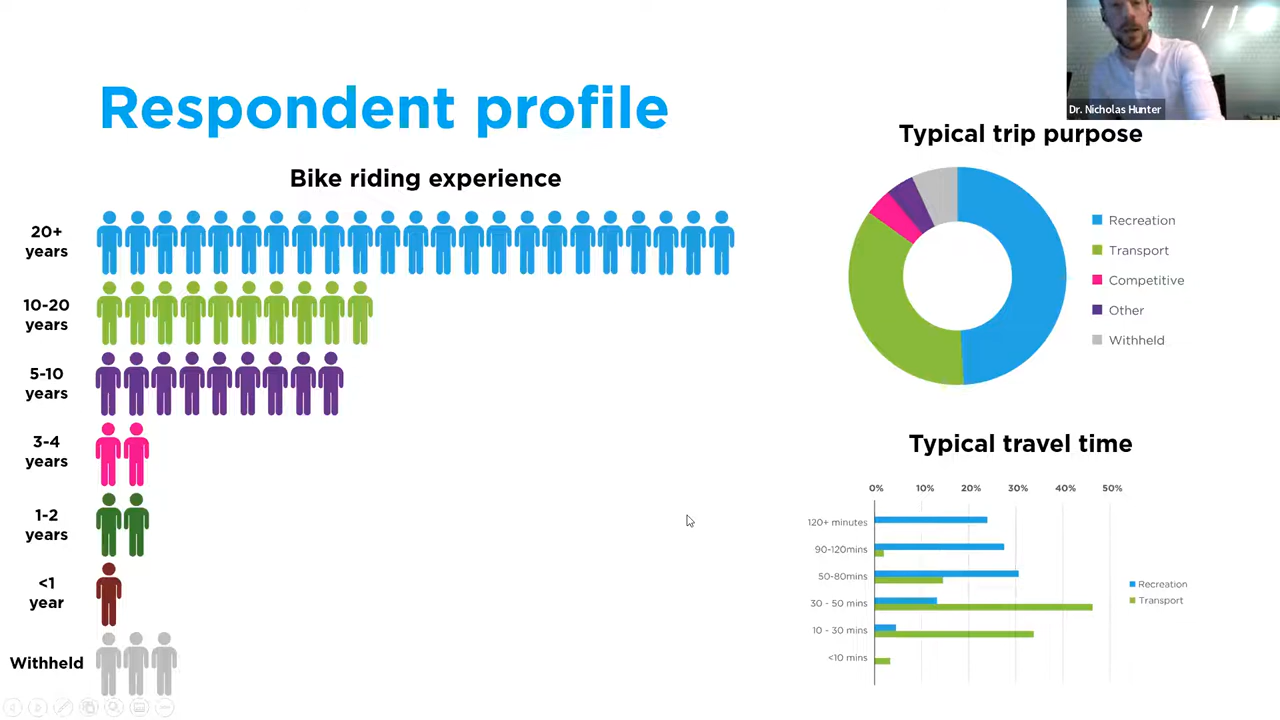 Dr. Nicholas Hunter
Respondent profile
Bike riding experience
20+
years
10-20
years
5-10
years
3-4
years
1-2
years
<1
year
Withheld
Typical trip purpose
Recreation
Transport
Competitive
Other
Withheld
Typical travel time
0% 10% 20% 30% 40% 50%
120+ minutes
90-120mins
50-80mins
30 - 50 mins
10 - 30 mins
<10 mins
Recreation
Transport